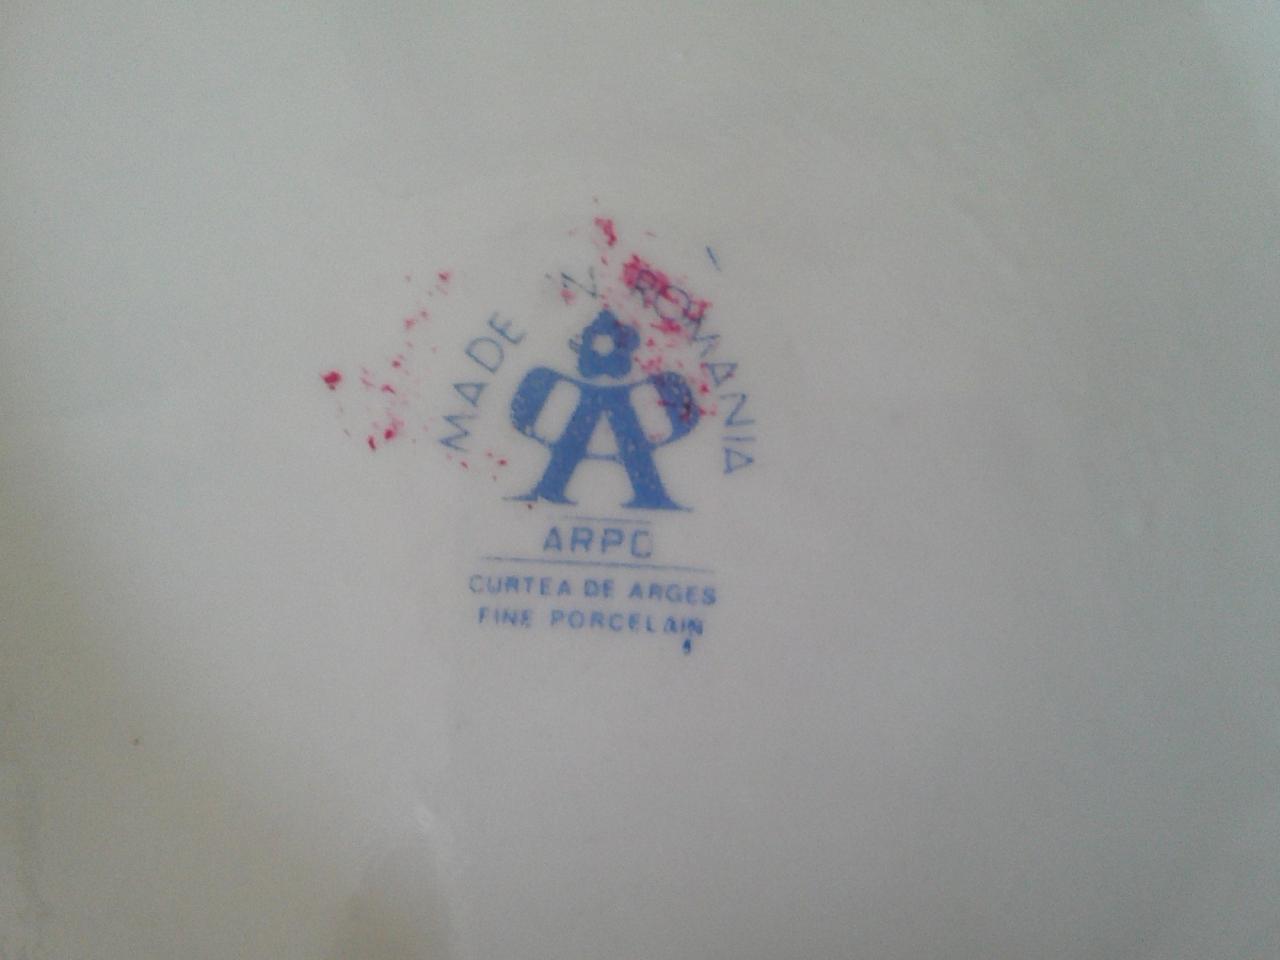 MADE IN ROMANIA
ARPO
CURTEA DE ARGES
FINE PORCELAIN